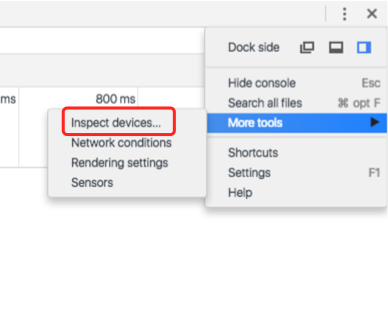 Dock side
ms
800 ms
Hide console Esc
Search all files ⌘ opt F
More tools
Inspect devices...
Network conditions
Rendering settings
Sensors
Shortcuts
Settings F1
Help